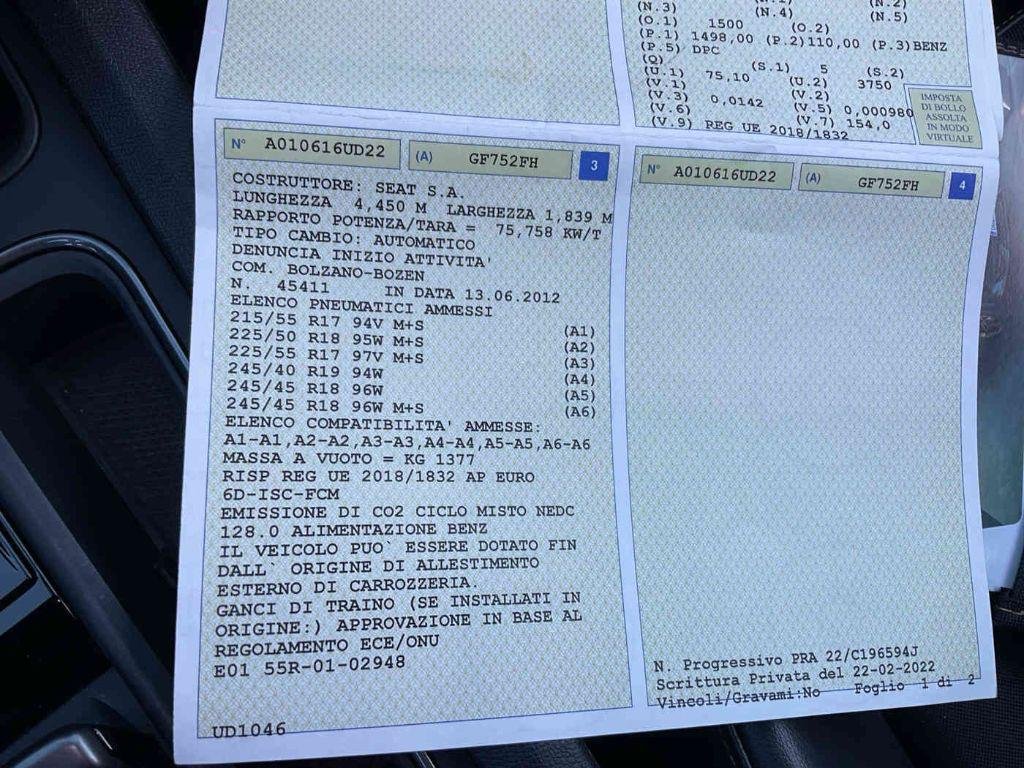 (N.3) (N.4) (N.5)
(O.1) 1500 (O.2)
(P.1) 1498,00 (P.2)110,00 (P.3)BENZ
(P.5) DPC
(Q) (S.1) 5 (S.2)
(U.1) 75,10 (U.2) 3750
(V.1) (V.2)
(V.3) 0,0142 (V.5) 0,000980
(V.6) (V.7) 154,0
(V.9) REG UE 2018/1832
IMPOSTA
DI BOLLO
ASSOLTA
IN MODO
VIRTUALE
N° A010616UD22 (A) GF752FH 3
COSTRUTTORE: SEAT S.A.
LUNGHEZZA 4,450 M LARGHEZZA 1,839 M
RAPPORTO POTENZA/TARA = 75,758 KW/T
TIPO CAMBIO: AUTOMATICO
DENUNCIA INIZIO ATTIVITA'
COM. BOLZANO-BOZEN
N. 45411 IN DATA 13.06.2012
ELENCO PNEUMATICI AMMESSI
215/55 R17 94V M+S (A1)
225/50 R18 95W M+S (A2)
225/55 R17 97V M+S (A3)
245/40 R19 94W (A4)
245/45 R18 96W (A5)
245/45 R18 96W M+S (A6)
ELENCO COMPATIBILITA' AMMESSE:
A1-A1,A2-A2,A3-A3,A4-A4,A5-A5,A6-A6
MASSA A VUOTO = KG 1377
RISP REG UE 2018/1832 AP EURO
6D-ISC-FCM
EMISSIONE DI CO2 CICLO MISTO NEDC
128.0 ALIMENTAZIONE BENZ
IL VEICOLO PUO` ESSERE DOTATO FIN
DALL` ORIGINE DI ALLESTIMENTO
ESTERNO DI CARROZZERIA.
GANCI DI TRAINO (SE INSTALLATI IN
ORIGINE:) APPROVAZIONE IN BASE AL
REGOLAMENTO ECE/ONU
E01 55R-01-02948
UD1046
N° A010616UD22 (A) GF752FH 4
N. Progressivo PRA 22/C196594J
Scrittura Privata del 22-02-2022
Vincoli/Gravami:No Foglio 1 di 2